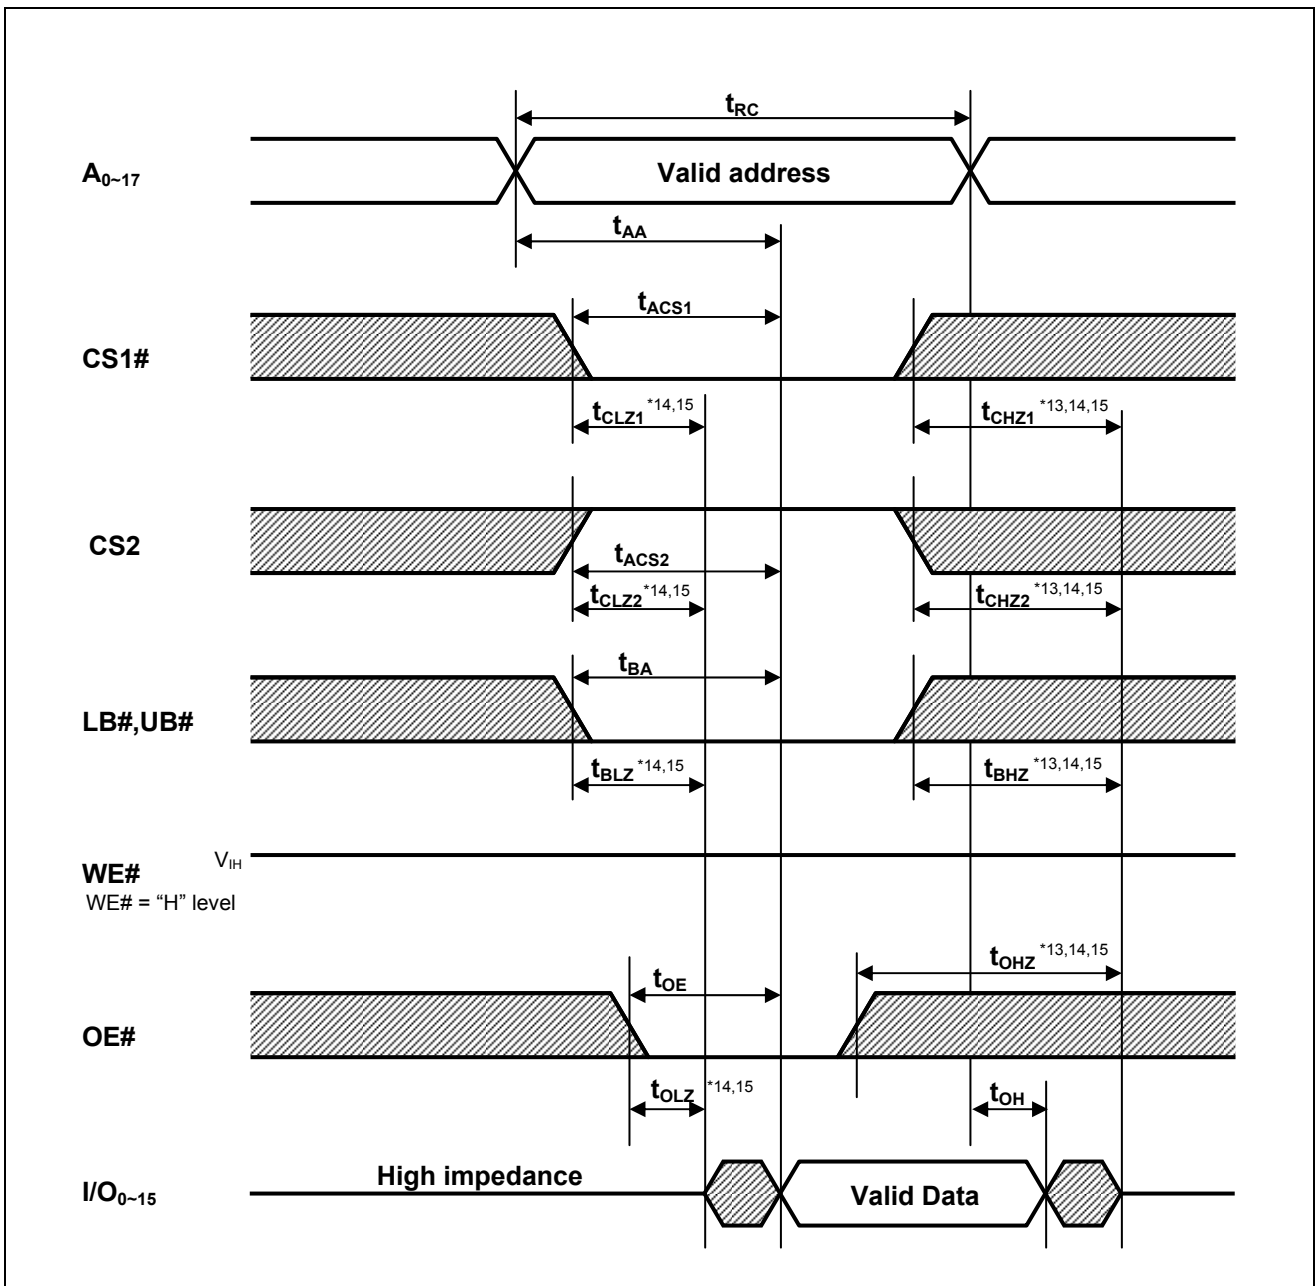 tRC
A0~17
Valid address
tAA
tACS1
CS1#
tCLZ1 *14,15
tCHZ1 *13,14,15
CS2
tACS2
tCLZ2 *14,15
tCHZ2 *13,14,15
tBA
LB#,UB#
tBLZ *14,15
tBHZ *13,14,15
WE#
VIH
WE# = “H” level
tOHZ *13,14,15
tOE
OE#
tOLZ *14,15
tOH
High impedance
I/O0~15
Valid Data